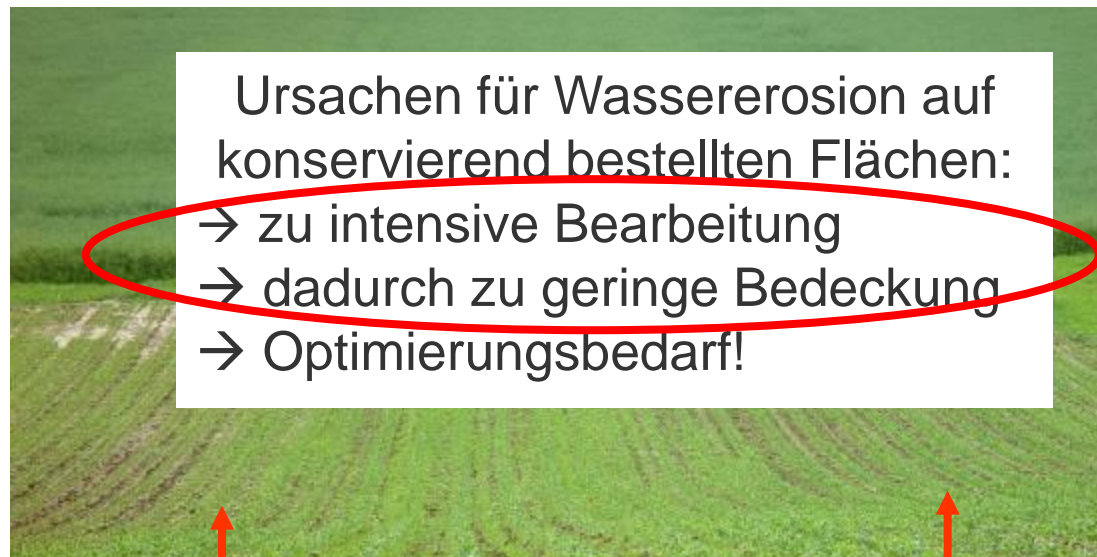 Ursachen für Wassererosion auf
konservierend bestellten Flächen:
→ zu intensive Bearbeitung
→ dadurch zu geringe Bedeckung
→ Optimierungsbedarf!